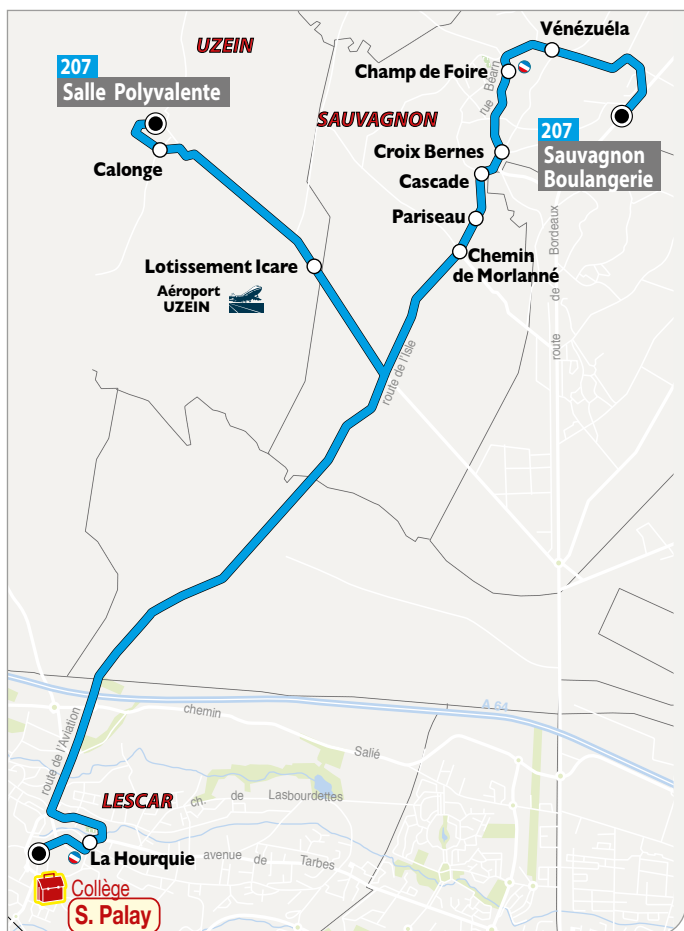 UZEIN
Vénézuéla
207
Salle Polyvalente
Champ de Foire
rue Béarn
SAUVAGNON
207
Sauvagnon
Boulangerie
Croix Bernes
Calonge
Cascade
Pariseau
route de Bordeaux
Chemin
de Morlanné
Lotissement Icare
Aéroport
UZEIN
route de l'Isle
A 64
chemin Salié
route de l'Aviation
LESCAR
ch. de Lasbourdettes
La Hourquie
avenue de Tarbes
Collège
S. Palay